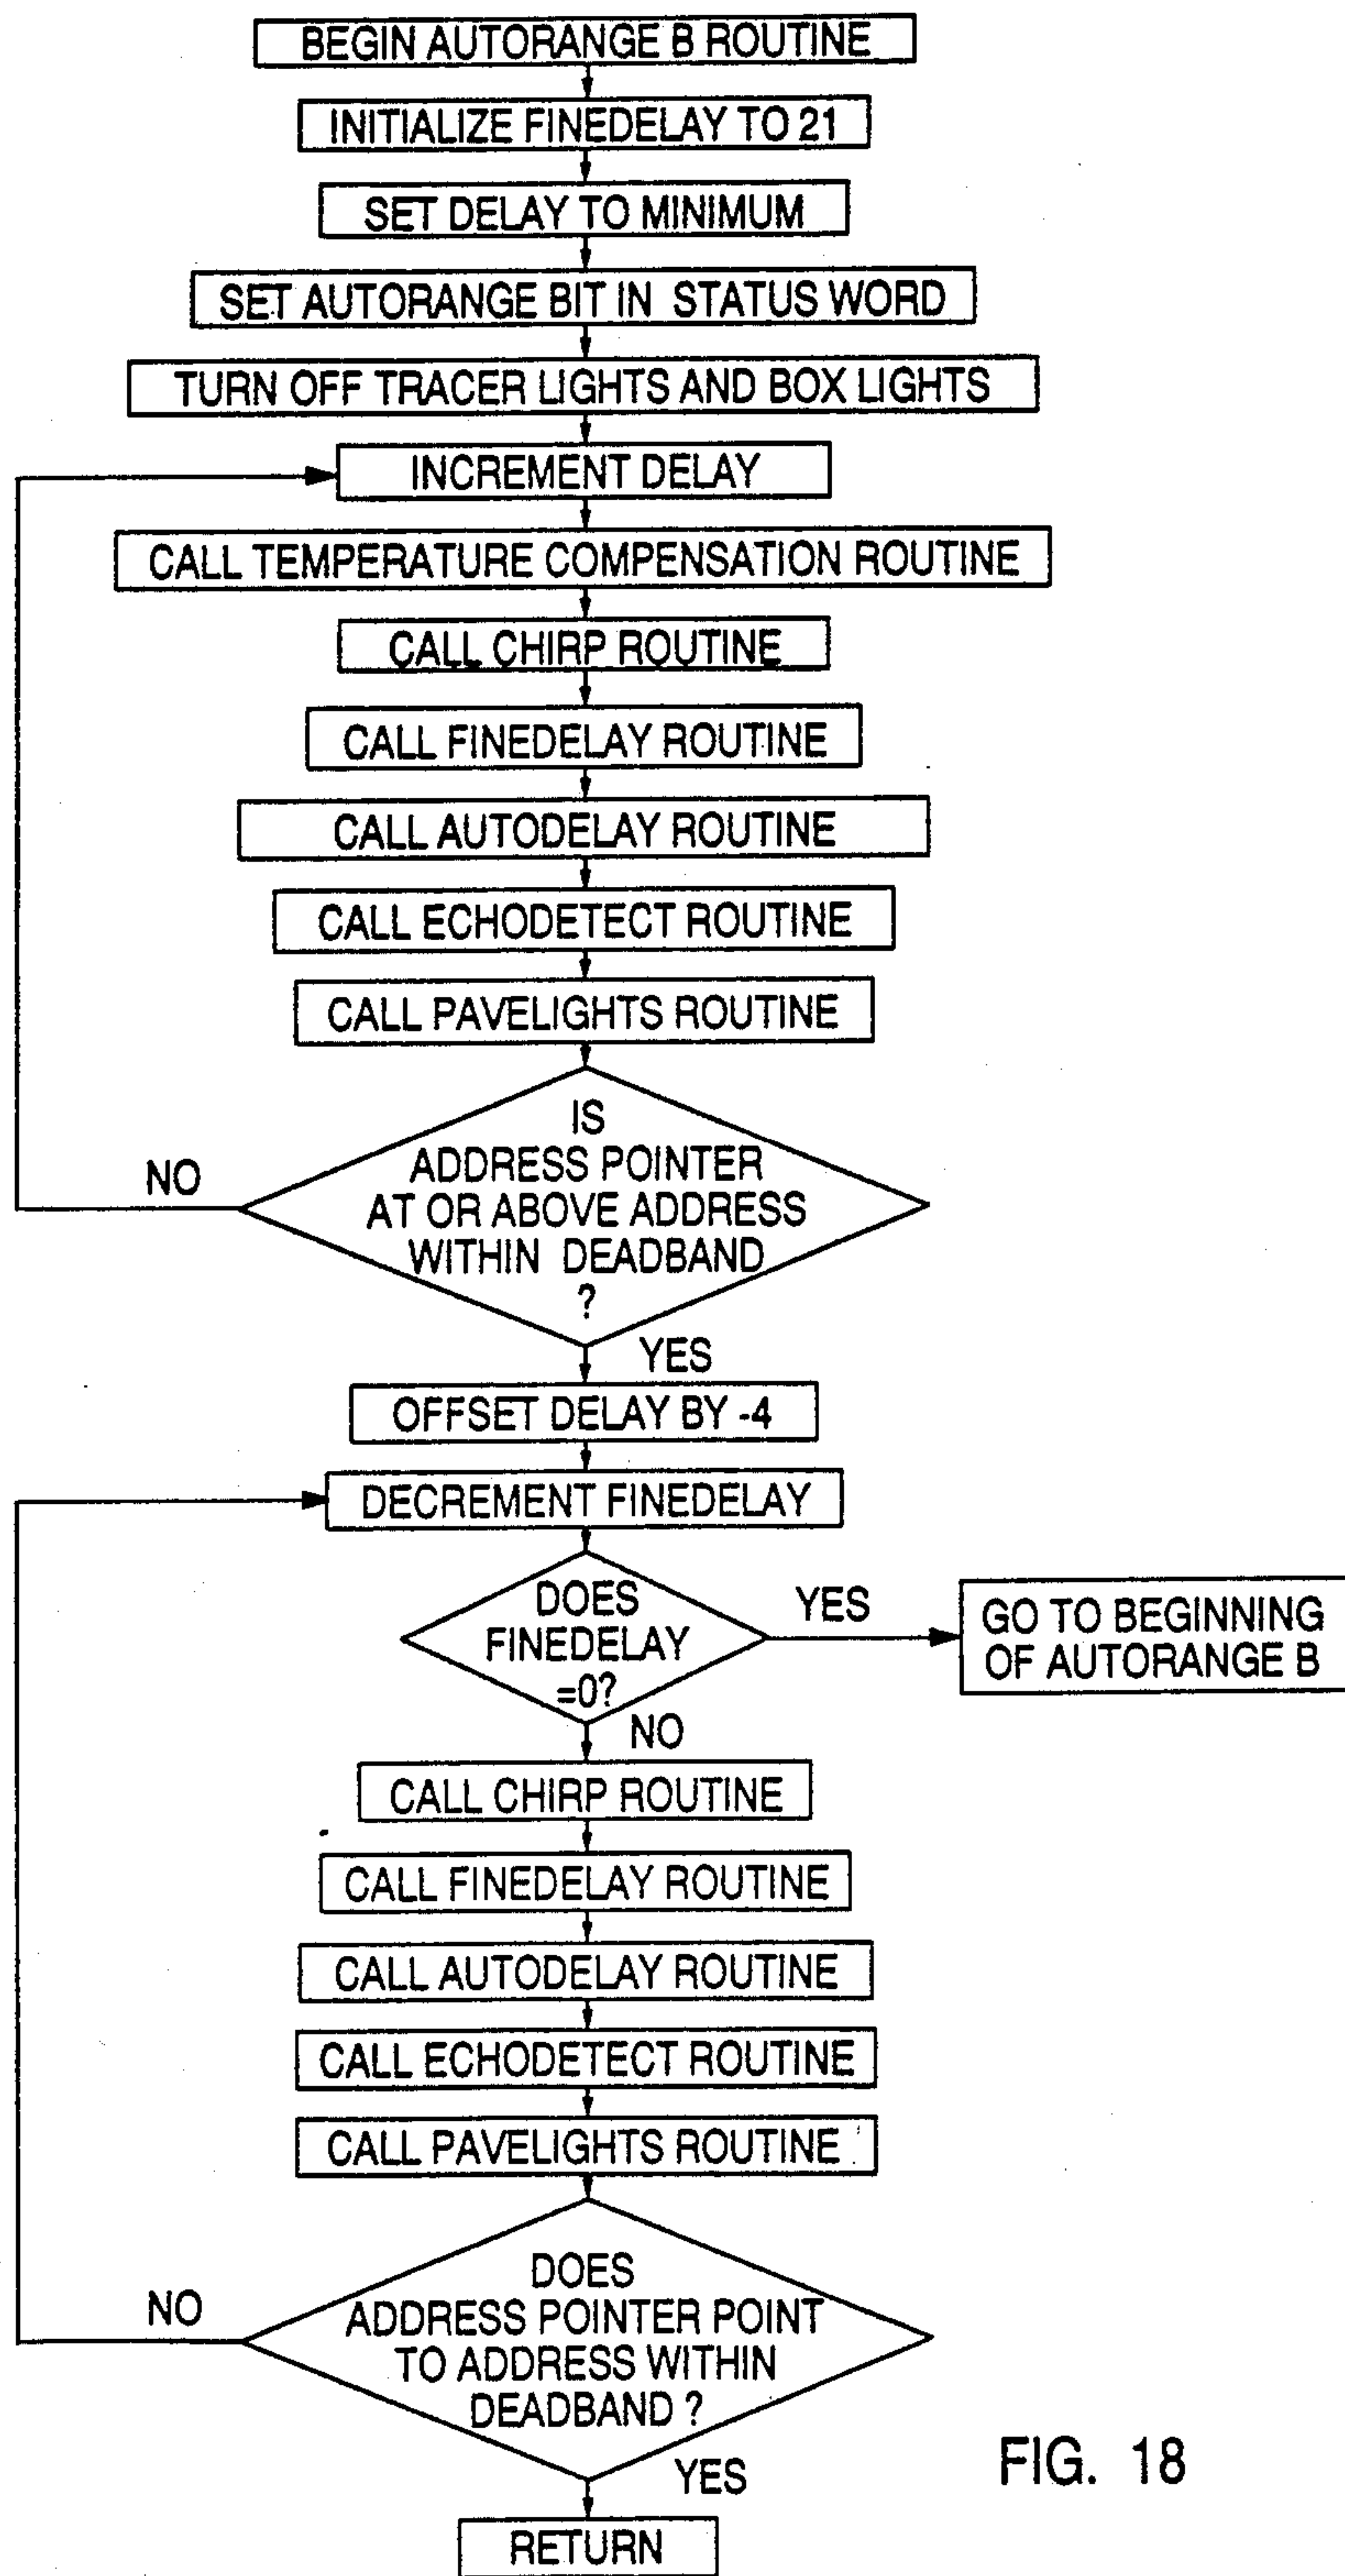 BEGIN AUTORANGE B ROUTINE
INITIALIZE FINEDELAY TO 21
SET DELAY TO MINIMUM
SET AUTORANGE BIT IN STATUS WORD
TURN OFF TRACER LIGHTS AND BOX LIGHTS
INCREMENT DELAY
CALL TEMPERATURE COMPENSATION ROUTINE
CALL CHIRP ROUTINE
CALL FINEDELAY ROUTINE
CALL AUTODELAY ROUTINE
CALL ECHODETECT ROUTINE
CALL PAVELIGHTS ROUTINE
IS
ADDRESS POINTER
AT OR ABOVE ADDRESS
WITHIN DEADBAND
?
NO
YES
OFFSET DELAY BY -4
DECREMENT FINEDELAY
DOES
FINEDELAY
=0?
YES
GO TO BEGINNING
OF AUTORANGE B
NO
CALL CHIRP ROUTINE
CALL FINEDELAY ROUTINE
CALL AUTODELAY ROUTINE
CALL ECHODETECT ROUTINE
CALL PAVELIGHTS ROUTINE
DOES
ADDRESS POINTER POINT
TO ADDRESS WITHIN
DEADBAND ?
NO
YES
RETURN
FIG. 18